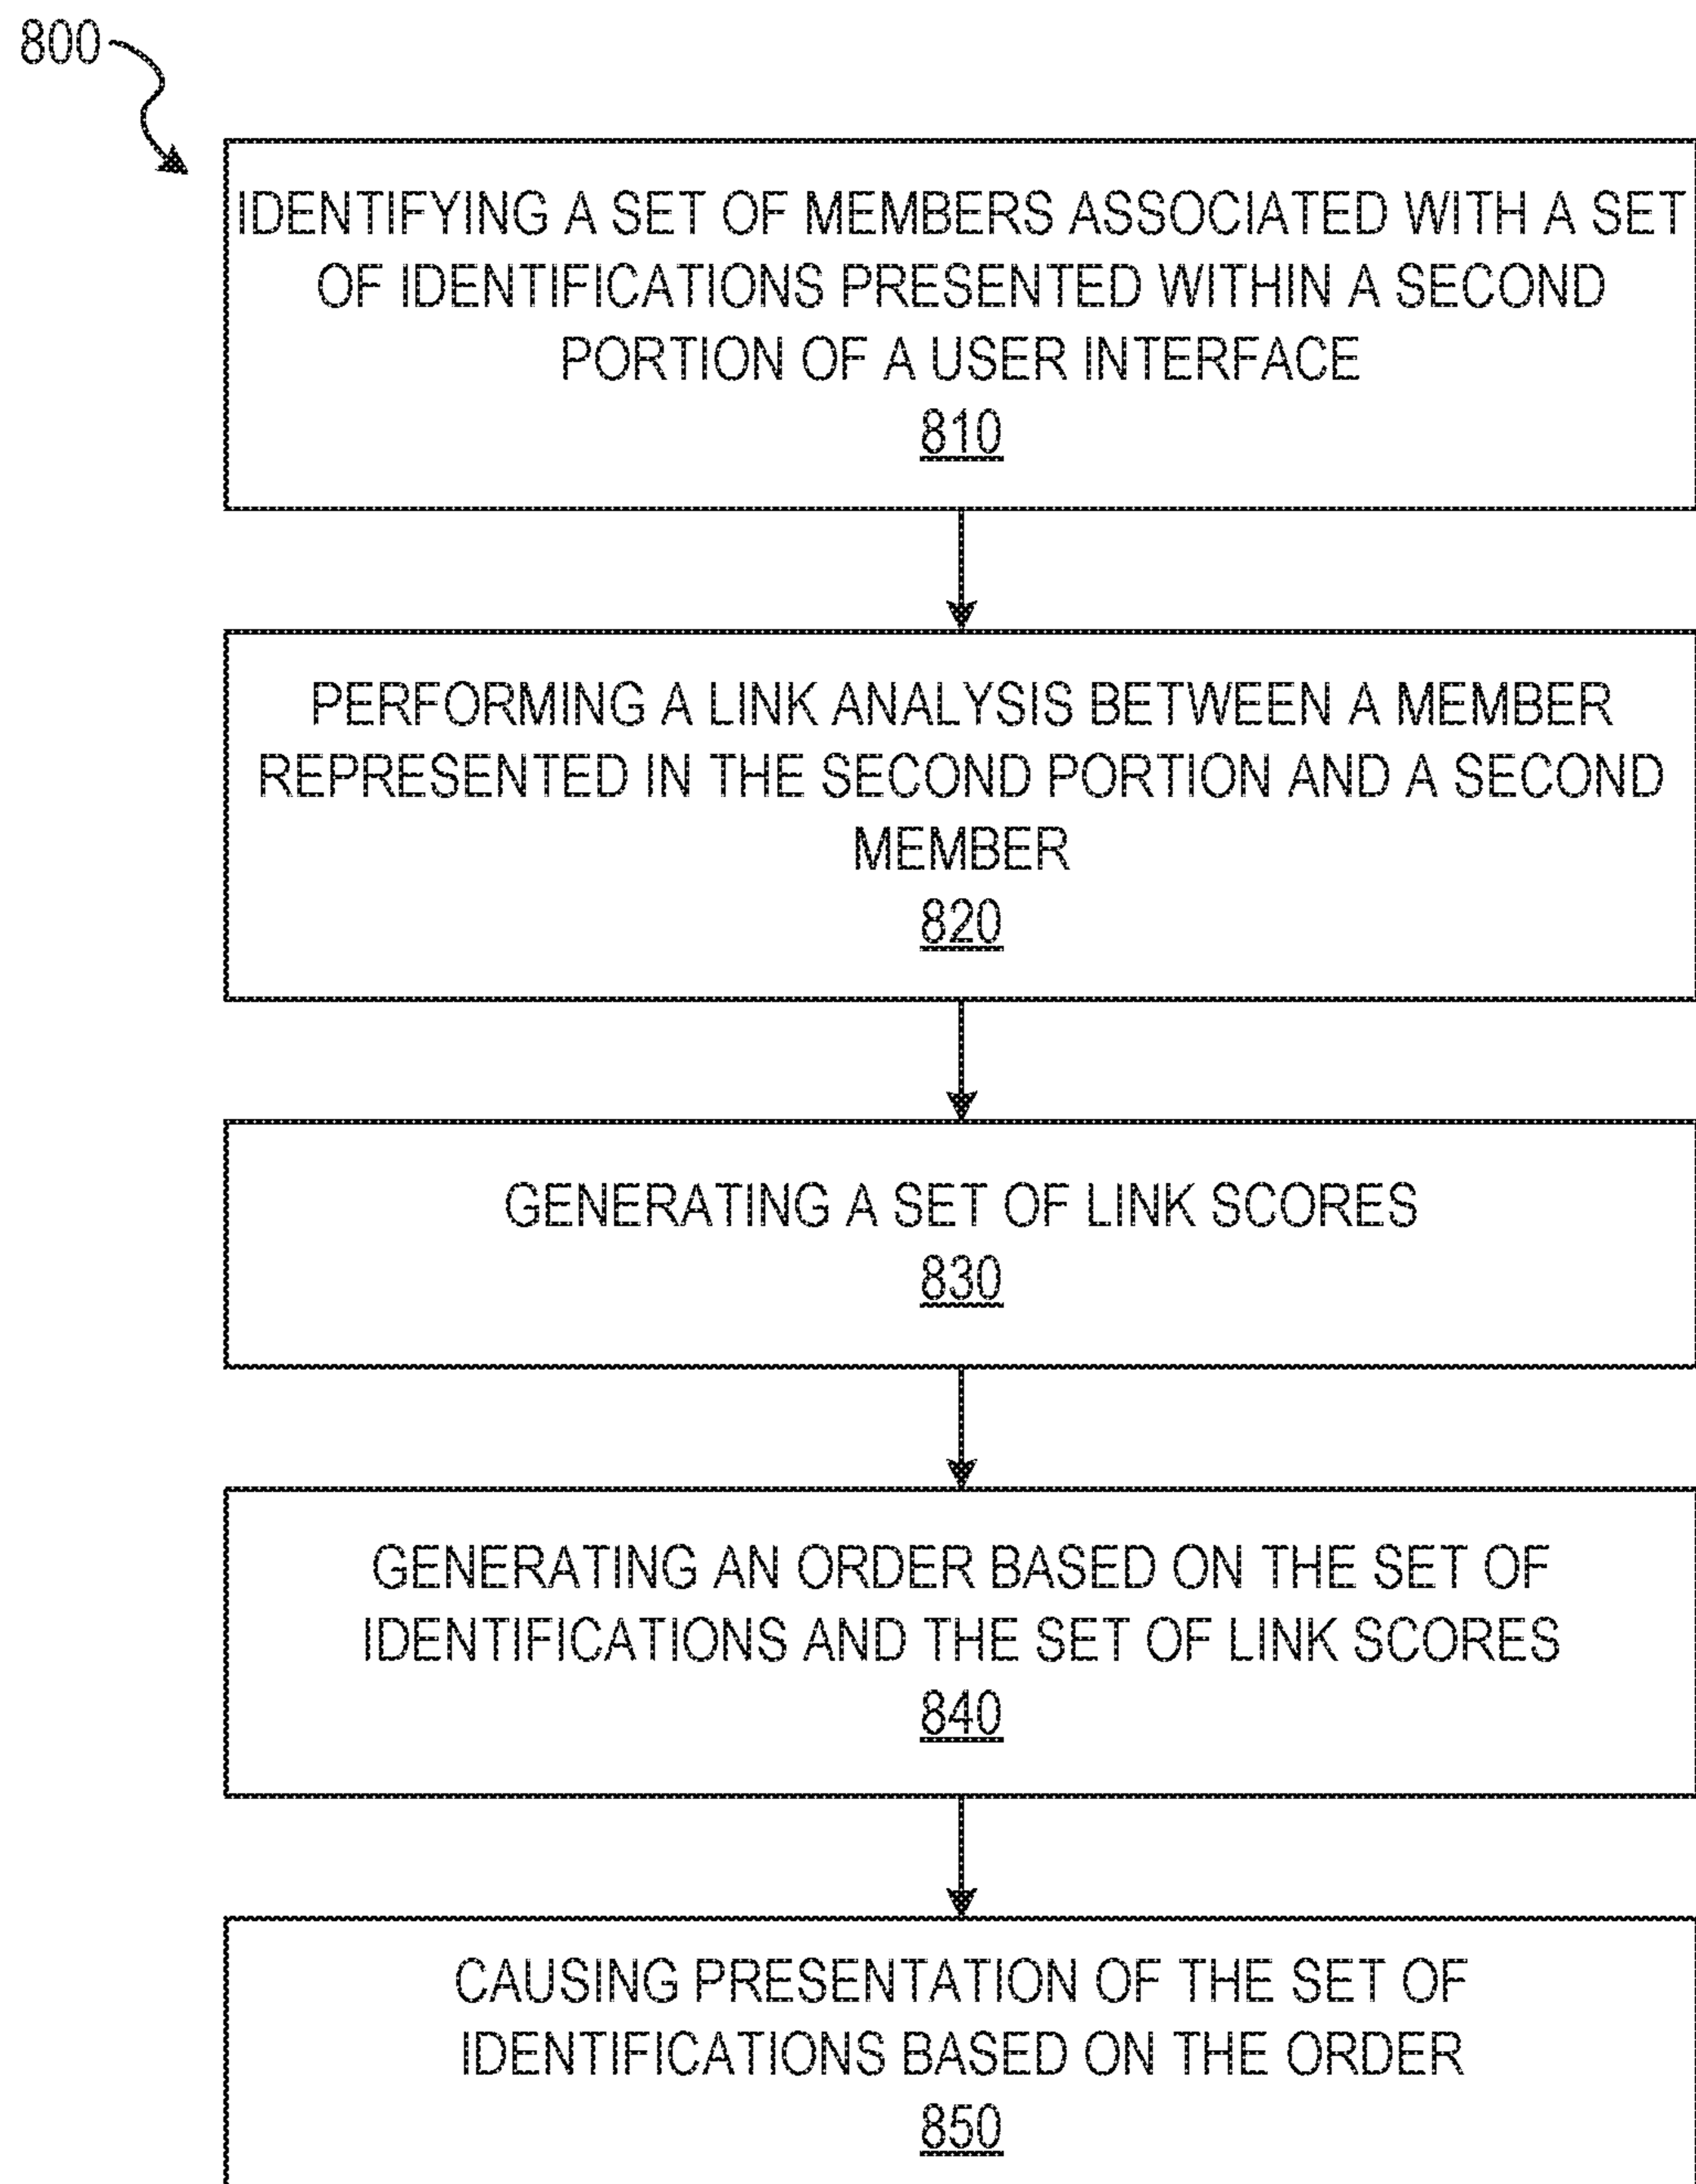 800
IDENTIFYING A SET OF MEMBERS ASSOCIATED WITH A SET
OF IDENTIFICATIONS PRESENTED WITHIN A SECOND
PORTION OF A USER INTERFACE
810
PERFORMING A LINK ANALYSIS BETWEEN A MEMBER
REPRESENTED IN THE SECOND PORTION AND A SECOND
MEMBER
820
GENERATING A SET OF LINK SCORES
830
GENERATING AN ORDER BASED ON THE SET OF
IDENTIFICATIONS AND THE SET OF LINK SCORES
840
CAUSING PRESENTATION OF THE SET OF
IDENTIFICATIONS BASED ON THE ORDER
850